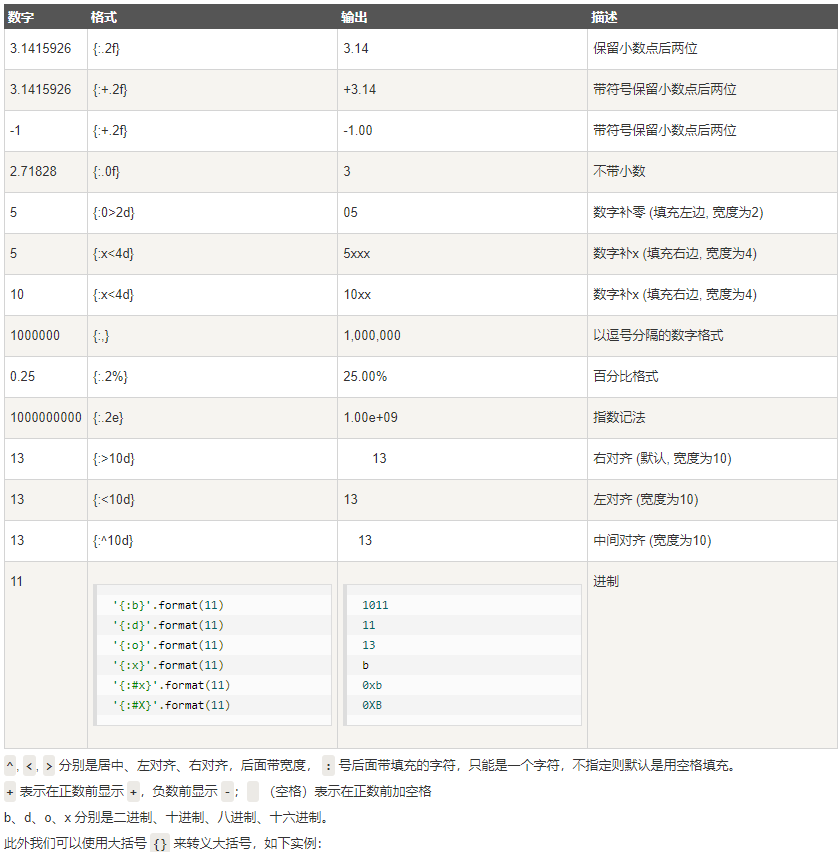 数字 格式 输出 描述
3.1415926 {:.2f} 3.14 保留小数点后两位
3.1415926 {:+.2f} +3.14 带符号保留小数点后两位
-1 {:+.2f} -1.00 带符号保留小数点后两位
2.71828 {:.0f} 3 不带小数
5 {:0>2d} 05 数字补零 (填充左边, 宽度为2)
5 {:x<4d} 5xxx 数字补x (填充右边, 宽度为4)
10 {:x<4d} 10xx 数字补x (填充右边, 宽度为4)
1000000 {:,} 1,000,000 以逗号分隔的数字格式
0.25 {:.2%} 25.00% 百分比格式
1000000000 {:.2e} 1.00e+09 指数记法
13 {:>10d} 13 右对齐 (默认, 宽度为10)
13 {:<10d} 13 左对齐 (宽度为10)
13 {:^10d} 13 中间对齐 (宽度为10)
11 进制
'{:b}'.format(11) 1011
'{:d}'.format(11) 11
'{:o}'.format(11) 13
'{:x}'.format(11) b
'{:#x}'.format(11) 0xb
'{:#X}'.format(11) 0XB
^, <, > 分别是居中、左对齐、右对齐，后面带宽度， : 号后面带填充的字符，只能是一个字符，不指定则默认是用空格填充。
+ 表示在正数前显示 +，负数前显示 -； （空格）表示在正数前加空格
b、d、o、x 分别是二进制、十进制、八进制、十六进制。
此外我们可以使用大括号 {} 来转义大括号，如下实例：